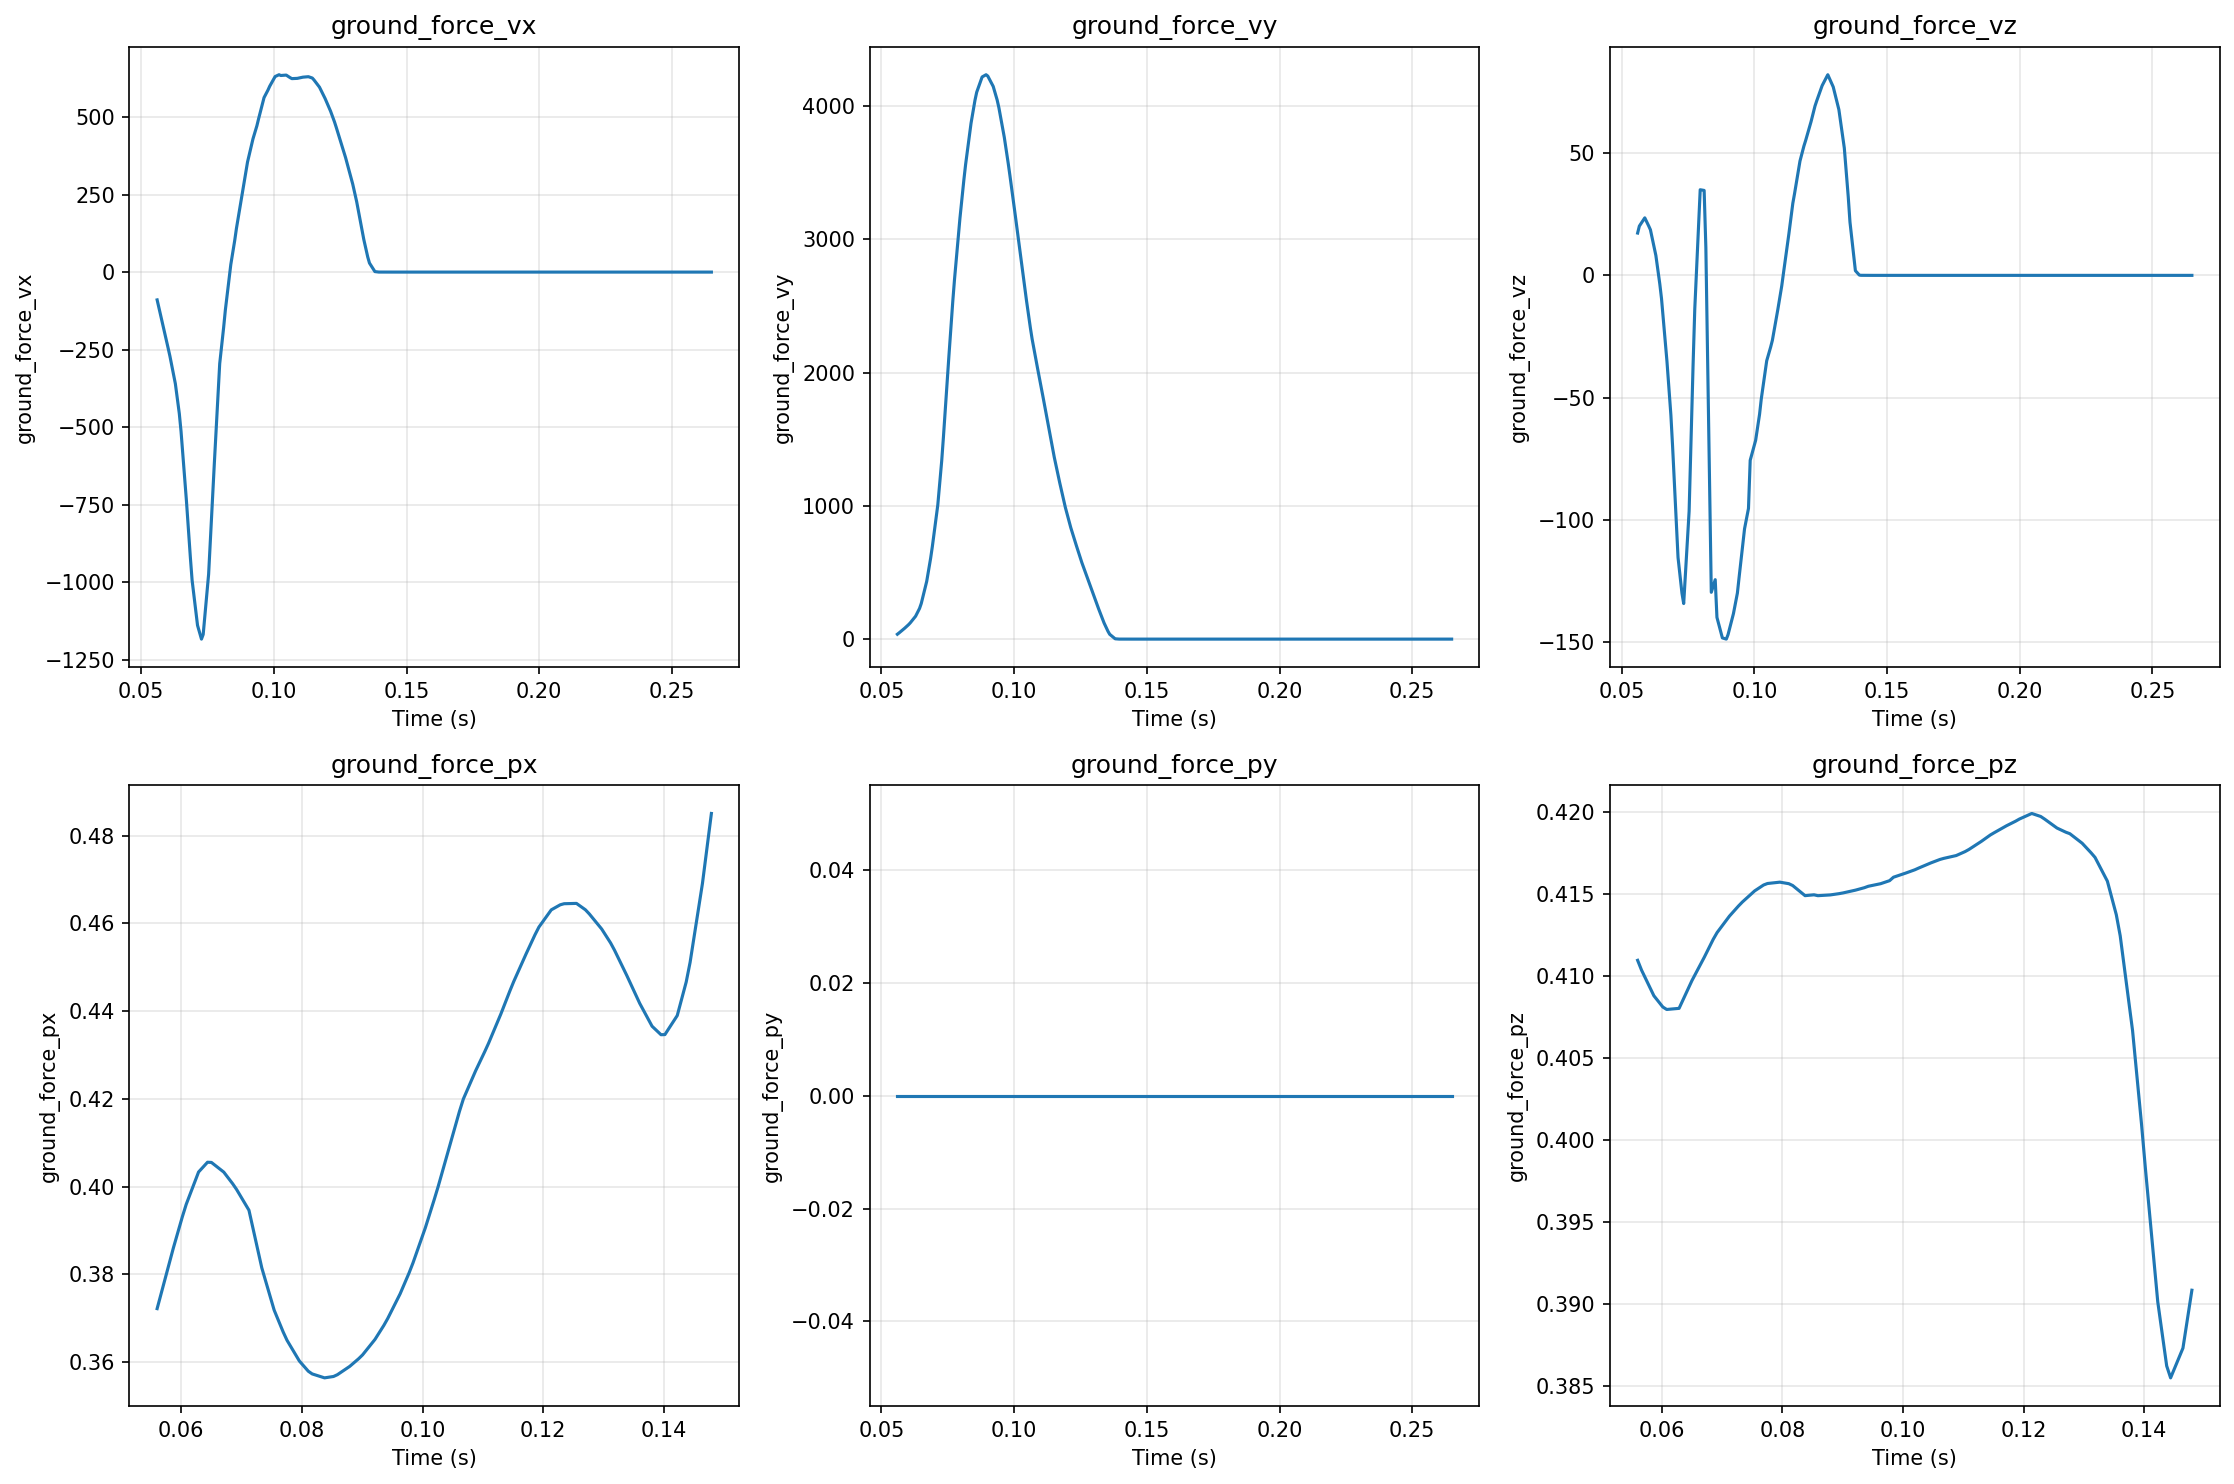 ground_force_vx
ground_force_vy
ground_force_vz
ground_force_vx
500
250
0
−250
−500
−750
−1000
−1250
0.05 0.10 0.15 0.20 0.25
Time (s)
ground_force_vy
4000
3000
2000
1000
0
0.05 0.10 0.15 0.20 0.25
Time (s)
ground_force_vz
50
0
−50
−100
−150
0.05 0.10 0.15 0.20 0.25
Time (s)
ground_force_px
ground_force_py
ground_force_pz
ground_force_px
0.48
0.46
0.44
0.42
0.40
0.38
0.36
0.06 0.08 0.10 0.12 0.14
Time (s)
ground_force_py
0.04
0.02
0.00
−0.02
−0.04
0.05 0.10 0.15 0.20 0.25
Time (s)
ground_force_pz
0.420
0.415
0.410
0.405
0.400
0.395
0.390
0.385
0.06 0.08 0.10 0.12 0.14
Time (s)